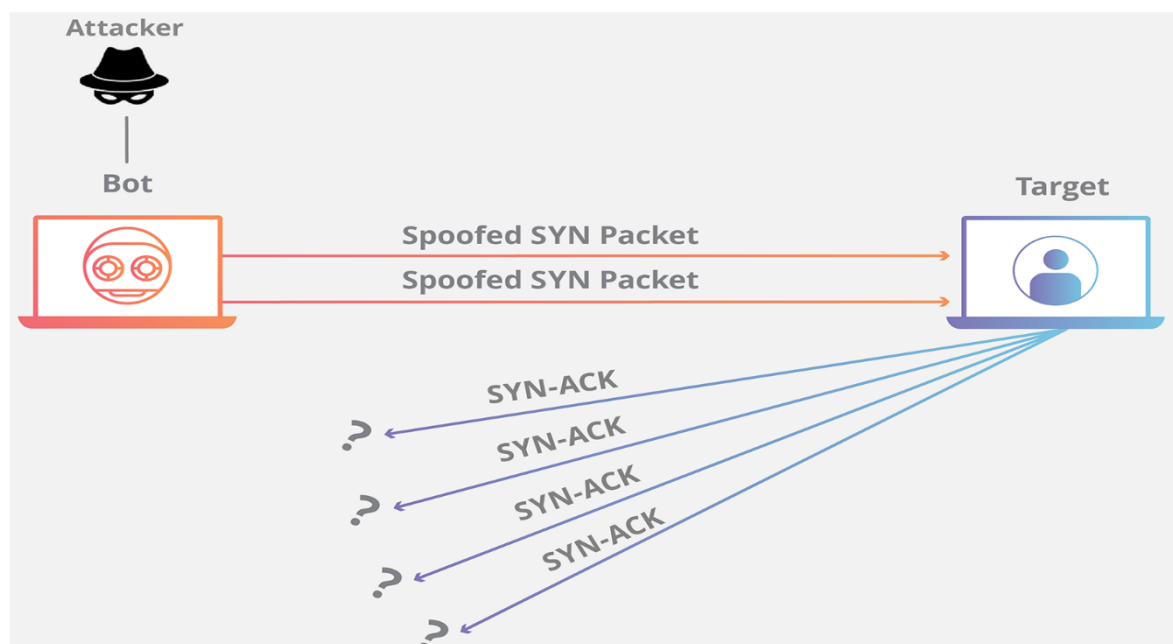 Attacker
Bot
Target
Spoofed SYN Packet
Spoofed SYN Packet
SYN-ACK
?
SYN-ACK
?
SYN-ACK
?
SYN-ACK
?